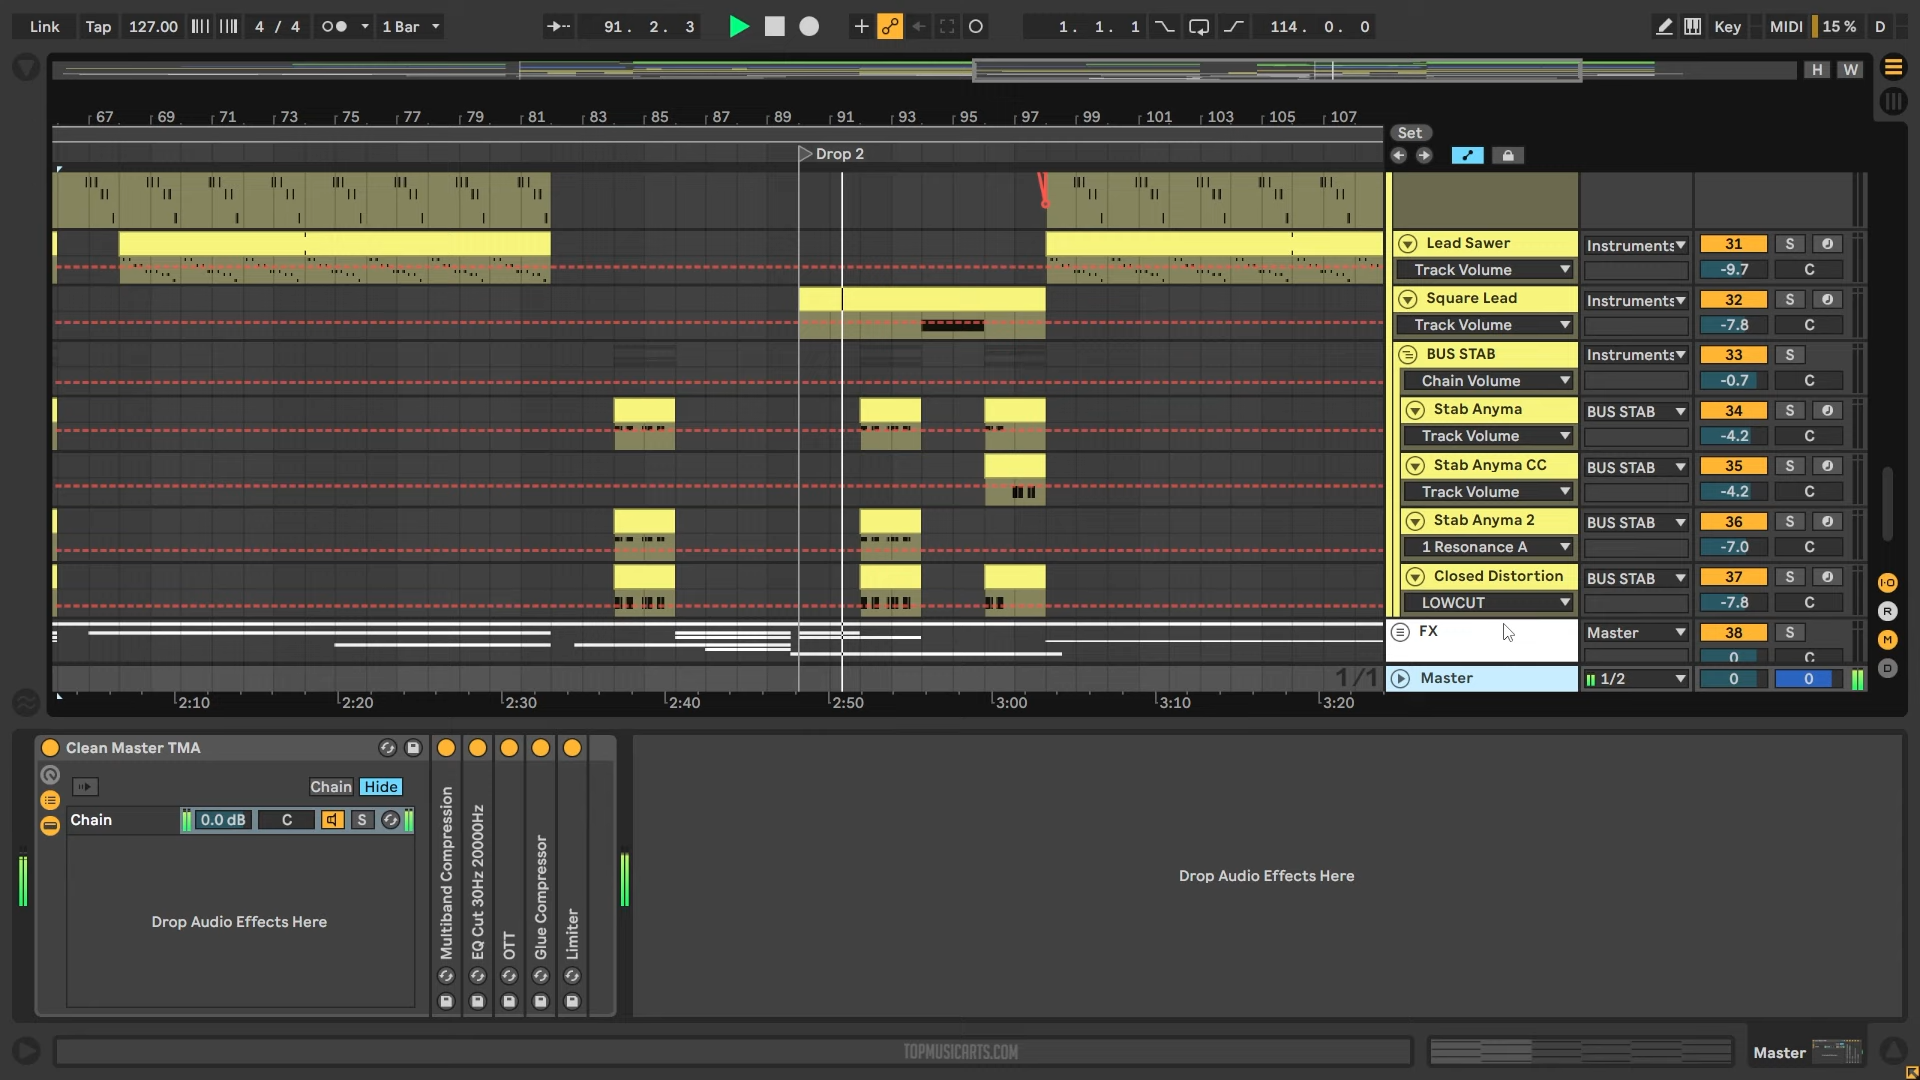 Link Tap 127.00 4 / 4 1 Bar 91. 2. 3 1. 1. 1 114. 0. 0 Key MIDI 15 % D
H W
67 69 71 73 75 77 79 81 83 85 87 89 91 93 95 97 99 101 103 105 107
Set
Drop 2
Lead Sawer Instruments 31 S
Track Volume -9.7 C
Square Lead Instruments 32 S
Track Volume -7.8 C
BUS STAB Instruments 33 S
Chain Volume -0.7 C
Stab Anyma BUS STAB 34 S
Track Volume -4.2 C
Stab Anyma CC BUS STAB 35 S
Track Volume -4.2 C
Stab Anyma 2 BUS STAB 36 S
1 Resonance A -7.0 C
Closed Distortion BUS STAB 37 S
LOWCUT -7.8 C
FX Master 38 S
0 C
1/1 Master 1/2 0 0
I·O
R
M
D
2:10 2:20 2:30 2:40 2:50 3:00 3:10 3:20
Clean Master TMA
Chain Hide
Chain 0.0 dB C S
Drop Audio Effects Here
Multiband Compression
EQ Cut 30Hz 20000Hz
OTT
Glue Compressor
Limiter
Drop Audio Effects Here
TOPMUSICARTS.COM
Master